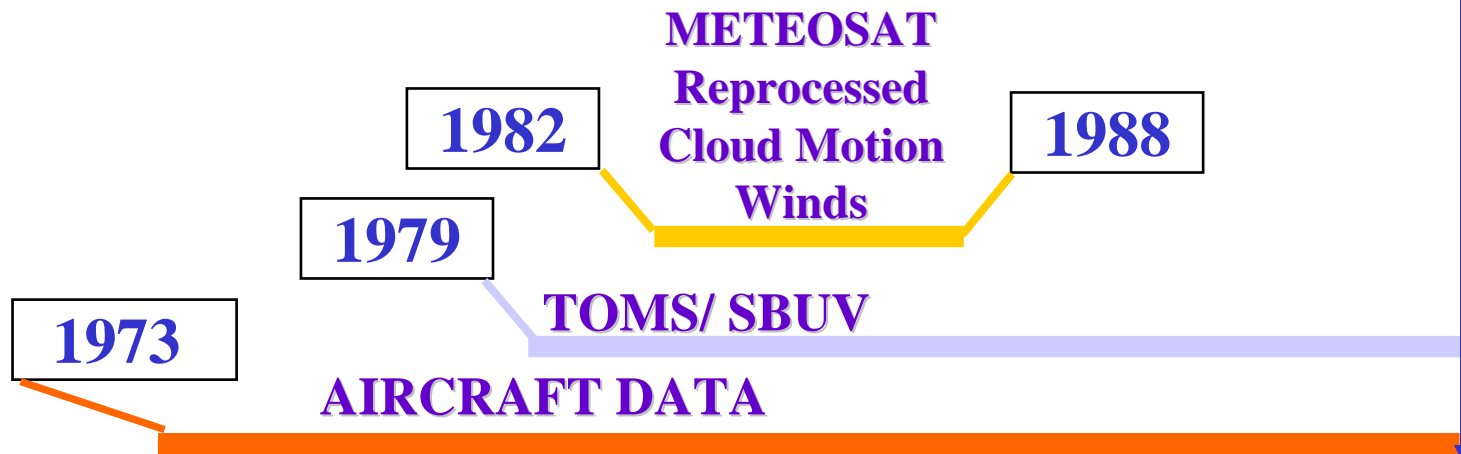 METEOSAT
Reprocessed
Cloud Motion
Winds
1982
1988
1979
TOMS/ SBUV
1973
AIRCRAFT DATA